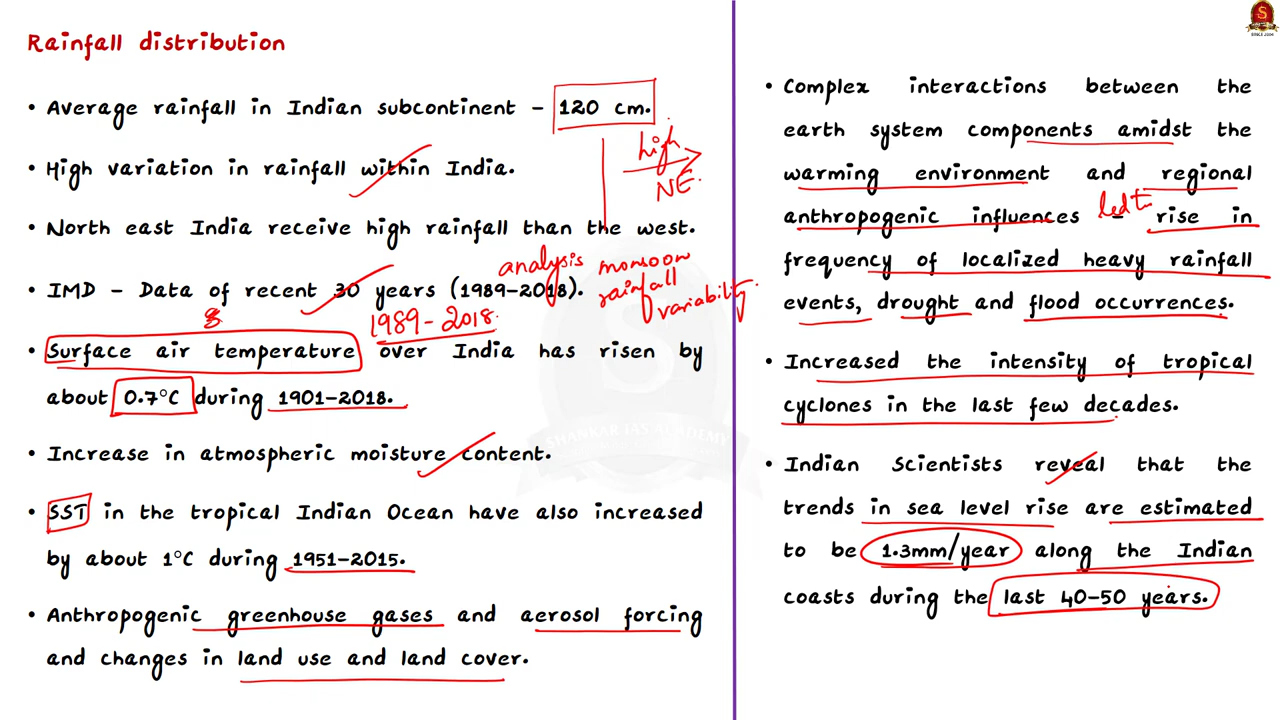 Rainfall distribution
• Average rainfall in Indian subcontinent - 120 cm.
• High variation in rainfall within India.
high
NE.
• North east India receive high rainfall than the west.
analysis monsoon
rainfall
variability.
• IMD - Data of recent 30 years (1989-2018).
1989-2018.
• Surface air temperature over India has risen by
about 0.7°C during 1901-2018.
• Increase in atmospheric moisture content.
• SST in the tropical Indian Ocean have also increased
by about 1°C during 1951-2015.
• Anthropogenic greenhouse gases and aerosol forcing
and changes in land use and land cover.
• Complex interactions between the
earth system components amidst the
warming environment and regional
anthropogenic influences - led to rise in
frequency of localized heavy rainfall
events, drought and flood occurrences.
• Increased the intensity of tropical
cyclones in the last few decades.
• Indian Scientists reveal that the
trends in sea level rise are estimated
to be 1.3mm/year along the Indian
coasts during the last 40-50 years.
S
SINCE 2004
SHANKAR IAS ACADEMY